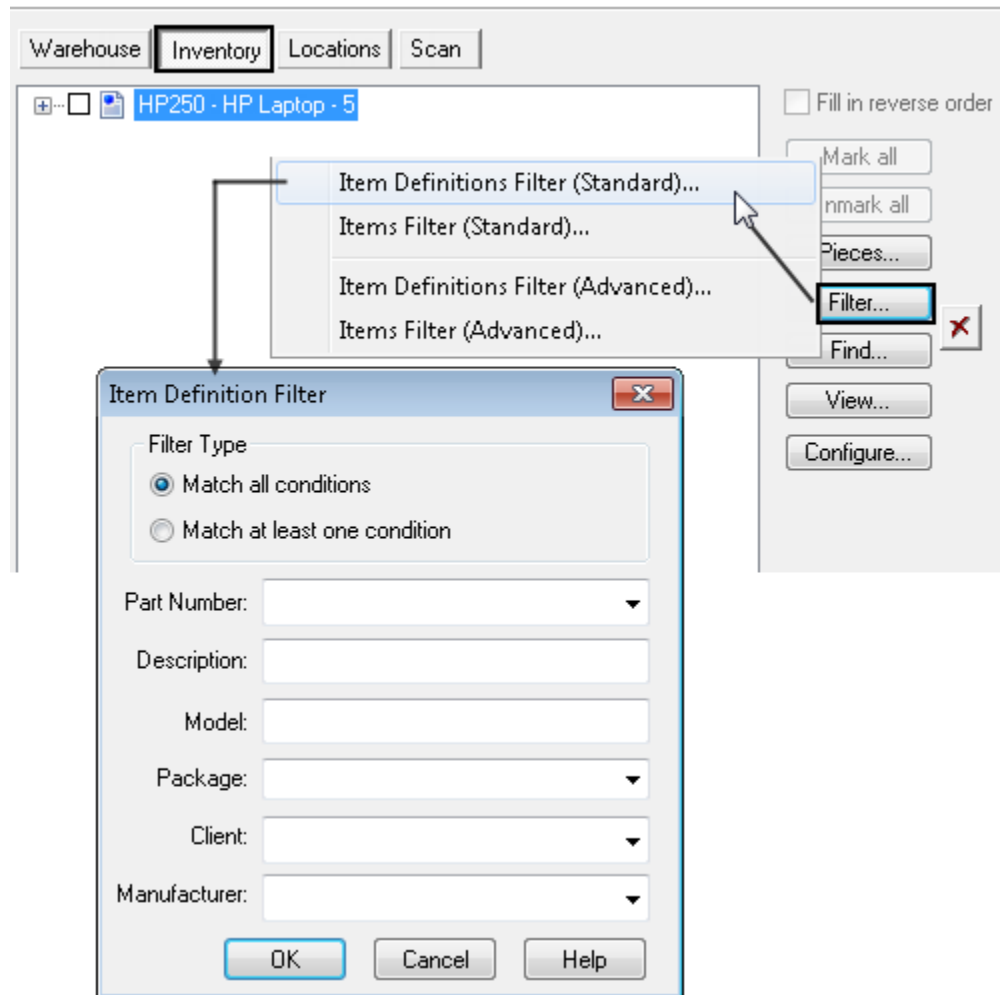 Warehouse Inventory Locations Scan
HP250 - HP Laptop - 5
Fill in reverse order
Mark all
nmark all
Pieces...
Filter...
Find...
View...
Configure...
Item Definitions Filter (Standard)...
Items Filter (Standard)...
Item Definitions Filter (Advanced)...
Items Filter (Advanced)...
Item Definition Filter
Filter Type
Match all conditions
Match at least one condition
Part Number:
Description:
Model:
Package:
Client:
Manufacturer:
OK Cancel Help